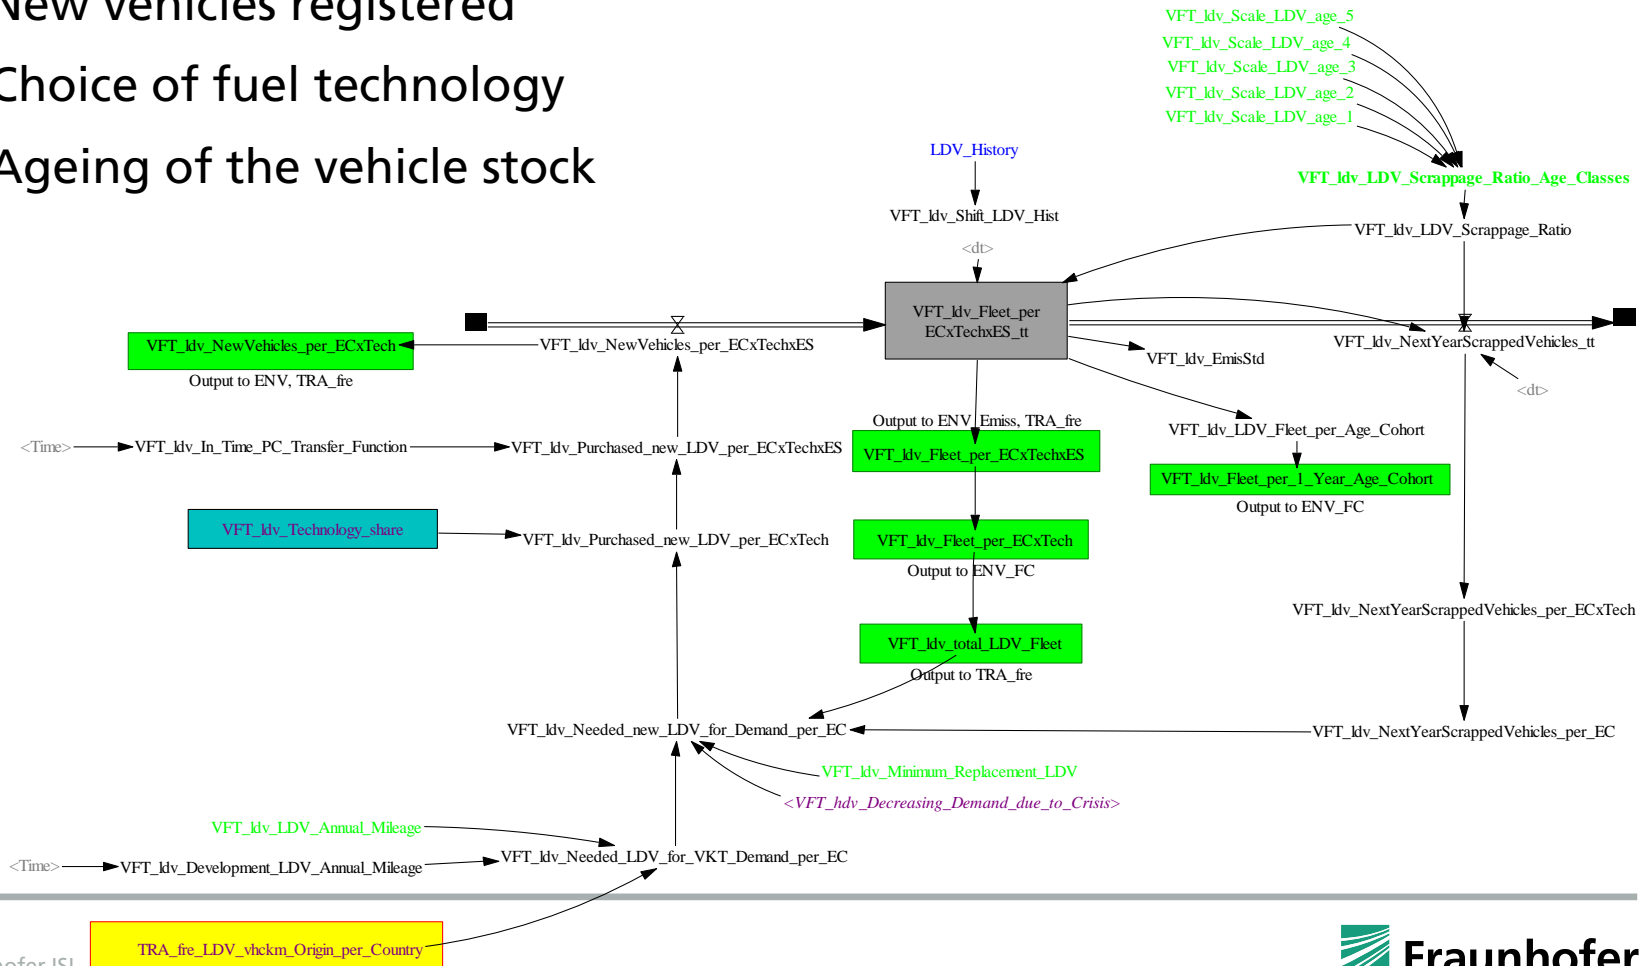 New vehicles registered
Choice of fuel technology
Ageing of the vehicle stock
VFT_ldv_Scale_LDV_age_5
VFT_ldv_Scale_LDV_age_4
VFT_ldv_Scale_LDV_age_3
VFT_ldv_Scale_LDV_age_2
VFT_ldv_Scale_LDV_age_1
LDV_History
VFT_ldv_LDV_Scrappage_Ratio_Age_Classes
VFT_ldv_Shift_LDV_Hist
VFT_ldv_LDV_Scrappage_Ratio
<dt>
VFT_ldv_Fleet_per
ECxTechxES_tt
VFT_ldv_NewVehicles_per_ECxTech
VFT_ldv_NewVehicles_per_ECxTechxES
VFT_ldv_NextYearScrappedVehicles_tt
VFT_ldv_EmisStd
Output to ENV, TRA_fre
<dt>
Output to ENV_Emiss, TRA_fre
VFT_ldv_LDV_Fleet_per_Age_Cohort
<Time>
VFT_ldv_In_Time_PC_Transfer_Function
VFT_ldv_Purchased_new_LDV_per_ECxTechxES
VFT_ldv_Fleet_per_ECxTechxES
VFT_ldv_Fleet_per_1_Year_Age_Cohort
Output to ENV_FC
VFT_ldv_Technology_share
VFT_ldv_Purchased_new_LDV_per_ECxTech
VFT_ldv_Fleet_per_ECxTech
Output to ENV_FC
VFT_ldv_NextYearScrappedVehicles_per_ECxTech
VFT_ldv_total_LDV_Fleet
Output to TRA_fre
VFT_ldv_Needed_new_LDV_for_Demand_per_EC
VFT_ldv_NextYearScrappedVehicles_per_EC
VFT_ldv_Minimum_Replacement_LDV
<VFT_hdv_Decreasing_Demand_due_to_Crisis>
VFT_ldv_LDV_Annual_Mileage
VFT_ldv_Needed_LDV_for_VKT_Demand_per_EC
<Time>
VFT_ldv_Development_LDV_Annual_Mileage
TRA_fre_LDV_vhckm_Origin_per_Country
Fraunhofer